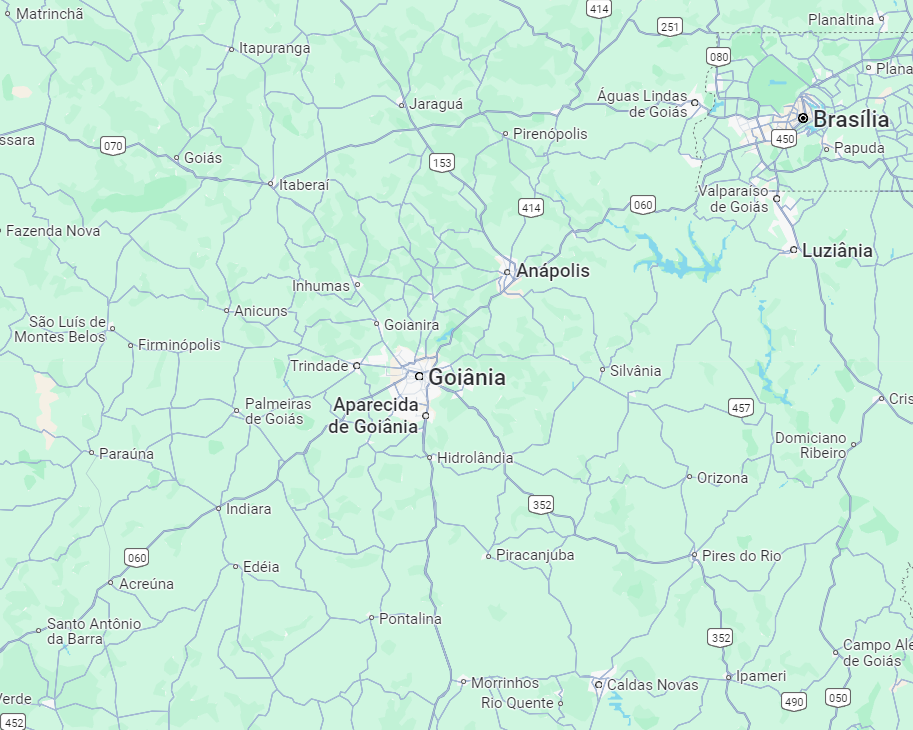 414
Matrinchã
251
Planaltina
Itapuranga
080
Plana
Águas Lindas
de Goiás
Jaraguá
Brasília
ssara
070
Pirenópolis
450
Papuda
Goiás
153
Itaberaí
Valparaiso
de Goiás
414
060
Fazenda Nova
Luziânia
Anápolis
Inhumas
Anicuns
São Luís de
Montes Belos
Goianira
Firminópolis
Trindade
Goiânia
Silvânia
Cris
Palmeiras
de Goiás
Aparecida
de Goiânia
457
Domiciano
Ribeiro
Paraúna
Hidrolândia
Orizona
Indiara
352
060
Piracanjuba
Pires do Rio
Edéia
Acreúna
Pontalina
Santo Antônio
da Barra
352
Campo Ale
de Goiás
Morrinhos
Caldas Novas
Ipameri
Verde
Rio Quente
490
050
452